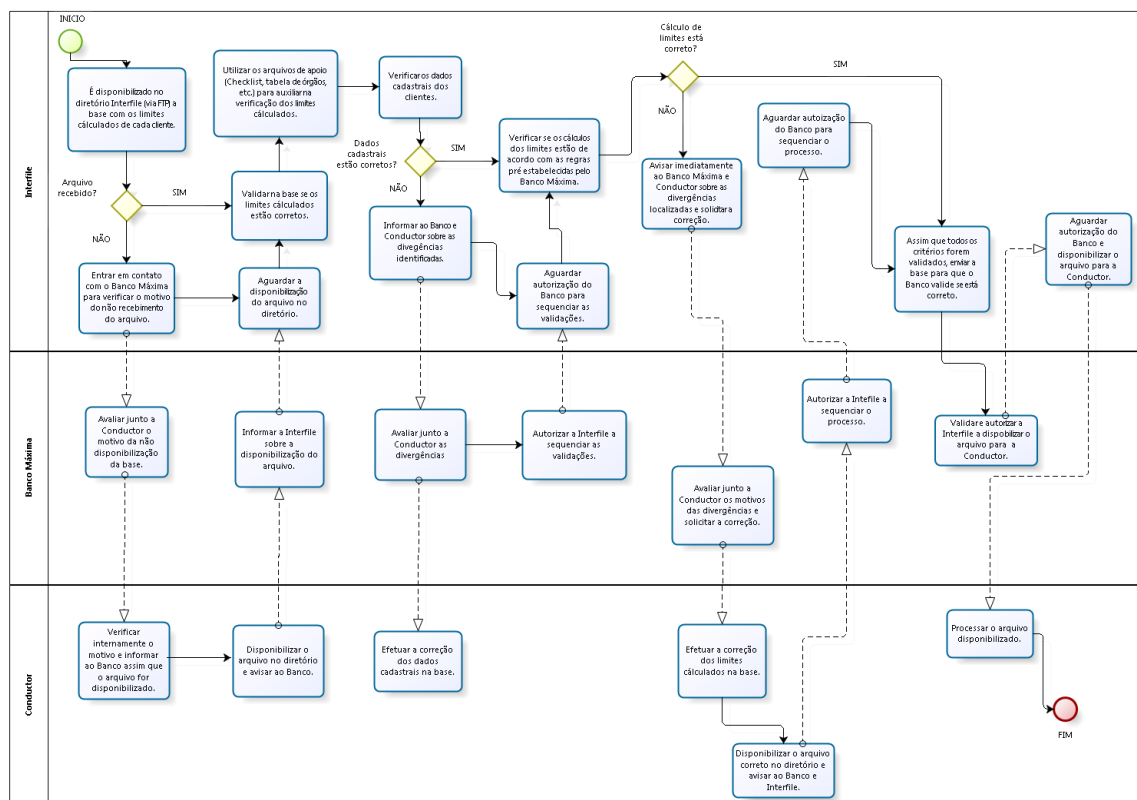 Interfile
INICIO
É disponibilizado no
diretório Interfile (via FTP) a
base com os limites
cálculados de cada cliente.
Arquivo
recebido?
SIM
NÃO
Entrar em contato
com o Banco Máxima
para verificar o motivo
do não recebimento
do arquivo.
Utilizar os arquivos de apoio
(Checklist, tabela de órgãos,
etc.) para auxiliar na
verificação dos limites
cálculados.
Validar na base se os
limites cálculados
estão corretos.
Aguardar a
disponibilização
do arquivo no
diretório.
Verificar os dados
cadastrais dos
clientes.
Dados
cadastrais
estão corretos?
SIM
NÃO
Informar ao Banco e
Conductor sobre as
divegências
identificadas.
Verificar se os cálculos
dos limites estão de
acordo com as regras
pré estabelecidas pelo
Banco Máxima.
Aguardar
autorização do
Banco para
sequenciar as
validações.
Cálculo de
limites está
correto?
SIM
NÃO
Avisar imediatamente
ao Banco Máxima e
Conductor sobre as
divergências
localizadas e solicitar a
correção.
Aguardar autoização
do Banco para
sequenciar o
processo.
Assim que todos os
critérios forem
validados, enviar a
base para que o
Banco valide se está
correto.
Aguardar
autorização do
Banco e
disponibilizar o
arquivo para a
Conductor.
Banco Máxima
Avaliar junto a
Conductor o
motivo da não
disponibilização
da base.
Informar a Interfile
sobre a
disponibilização do
arquivo.
Avaliar junto a
Conductor as
divergências
Autorizar a Interfile a
sequenciar as
validações.
Avaliar junto a
Conductor os motivos
das divergências e
solicitar a correção.
Autorizar a Intefile a
sequenciar o
processo.
Validar e autorizar a
Interfile a dispobilizar o
arquivo para a
Conductor.
Conductor
Verificar
internamente o
motivo e informar
ao Banco assim que
o arquivo for
disponibilizado.
Disponibilizar o
arquivo no diretório
e avisar ao Banco.
Efetuar a correção
dos dados
cadastrais na base.
Efetuar a correção
dos limites
cálculados na base.
Disponibilizar o arquivo
correto no diretório e
avisar ao Banco e
Interfile.
Processar o arquivo
disponibilizado.
FIM